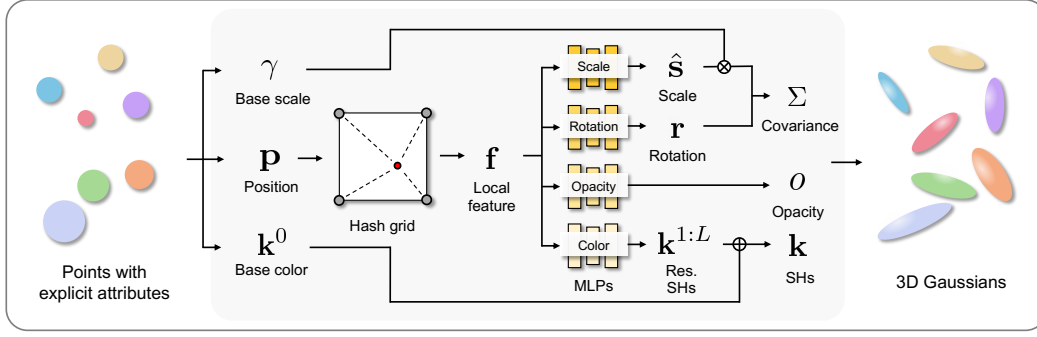 Points with
explicit attributes
γ
Base scale
p
Position
k⁰
Base color
Hash grid
f
Local
feature
Scale
Rotation
Opacity
Color
MLPs
ŝ
Scale
r
Rotation
k¹:ᴸ
Res.
SHs
Σ
Covariance
o
Opacity
k
SHs
3D Gaussians